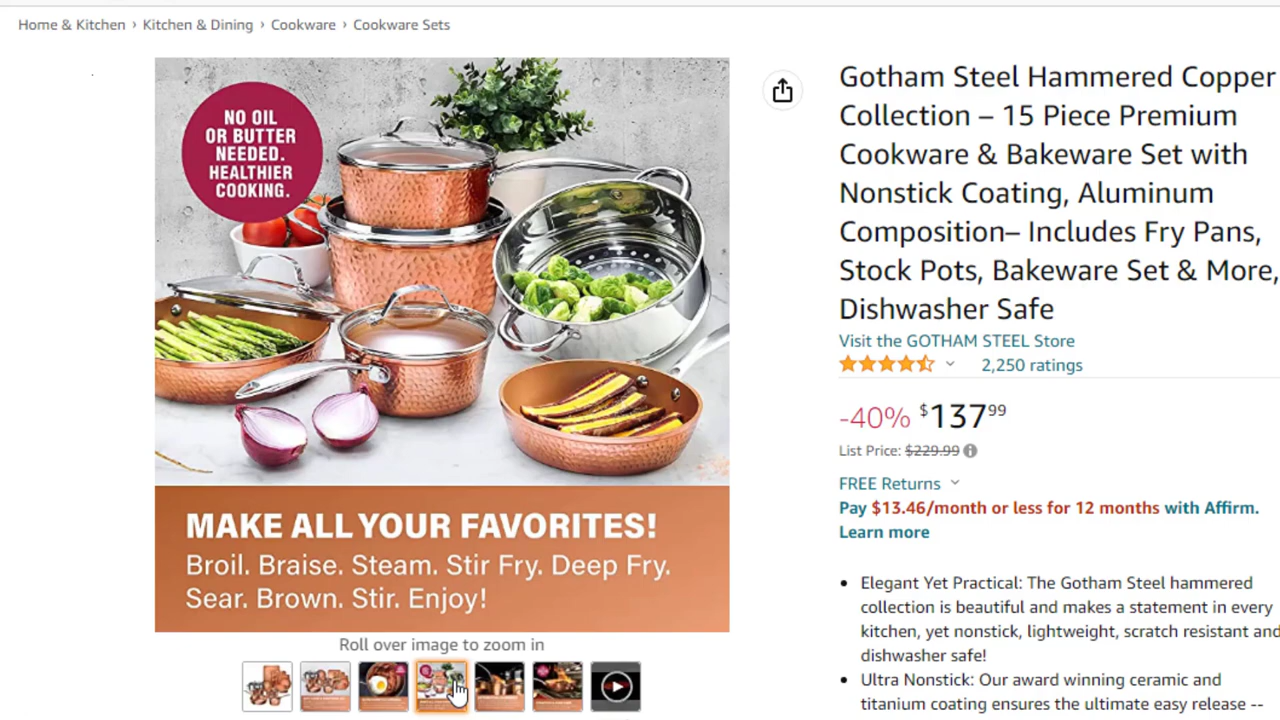 Home & Kitchen › Kitchen & Dining › Cookware › Cookware Sets
NO OIL
OR BUTTER
NEEDED.
HEALTHIER
COOKING.
MAKE ALL YOUR FAVORITES!
Broil. Braise. Steam. Stir Fry. Deep Fry.
Sear. Brown. Stir. Enjoy!
Roll over image to zoom in
Gotham Steel Hammered Copper
Collection – 15 Piece Premium
Cookware & Bakeware Set with
Nonstick Coating, Aluminum
Composition– Includes Fry Pans,
Stock Pots, Bakeware Set & More,
Dishwasher Safe
Visit the GOTHAM STEEL Store
2,250 ratings
-40% $137.99
List Price: $229.99
FREE Returns
Pay $13.46/month or less for 12 months with Affirm.
Learn more
• Elegant Yet Practical: The Gotham Steel hammered
collection is beautiful and makes a statement in every
kitchen, yet nonstick, lightweight, scratch resistant and
dishwasher safe!
• Ultra Nonstick: Our award winning ceramic and
titanium coating ensures the ultimate easy release --